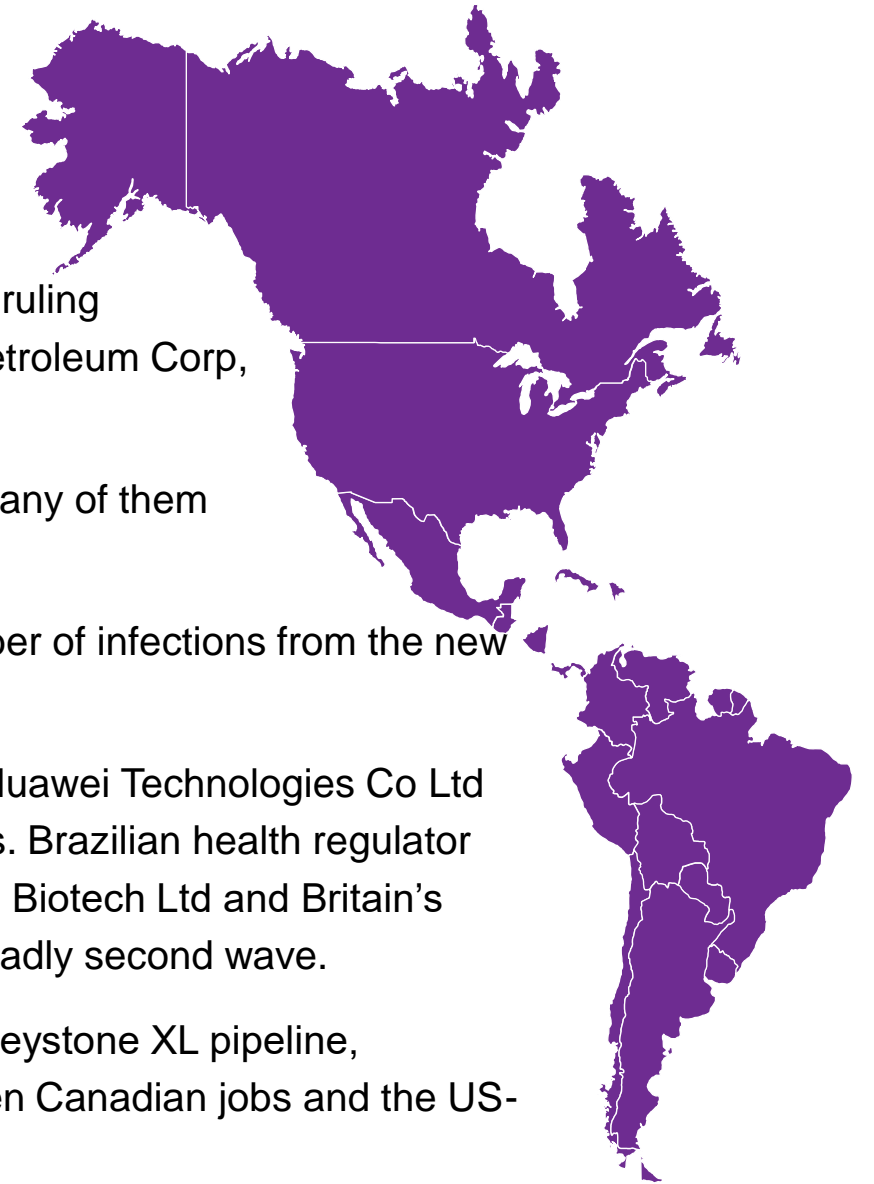 ruling
etroleum Corp,
any of them
ber of infections from the new
Huawei Technologies Co Ltd
s. Brazilian health regulator
Biotech Ltd and Britain’s
adly second wave.
eystone XL pipeline,
en Canadian jobs and the US-